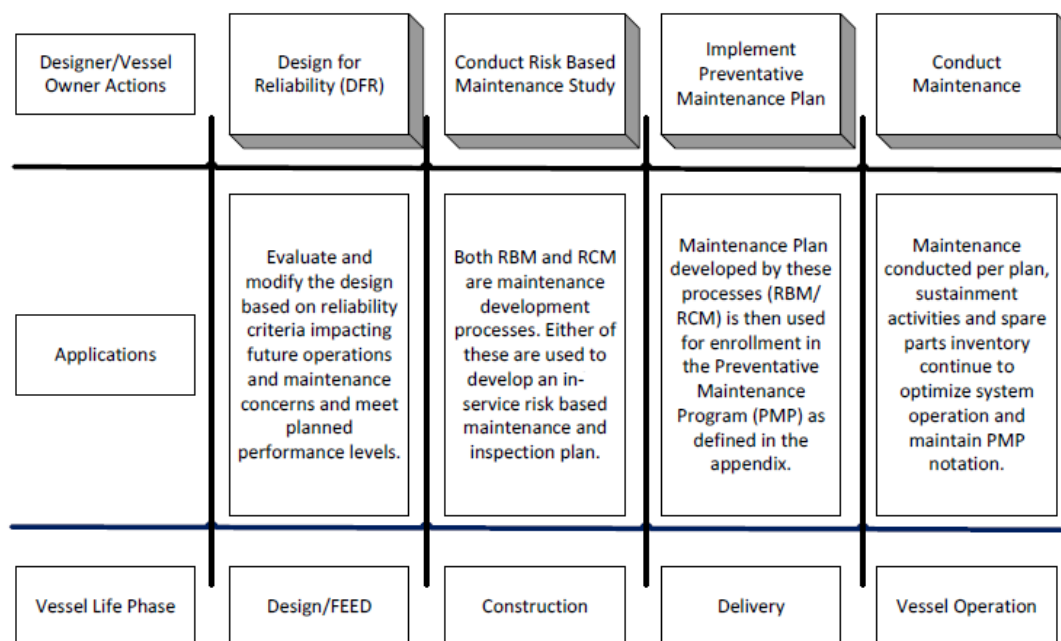 Designer/Vessel
Owner Actions
Design for
Reliability (DFR)
Conduct Risk Based
Maintenance Study
Implement
Preventative
Maintenance Plan
Conduct
Maintenance
Applications
Evaluate and
modify the design
based on reliability
criteria impacting
future operations
and maintenance
concerns and meet
planned
performance levels.
Both RBM and RCM
are maintenance
development
processes. Either of
these are used to
develop an in-
service risk based
maintenance and
inspection plan.
Maintenance Plan
developed by these
processes (RBM/
RCM) is then used
for enrollment in
the Preventative
Maintenance
Program (PMP) as
defined in the
appendix.
Maintenance
conducted per plan,
sustainment
activities and spare
parts inventory
continue to
optimize system
operation and
maintain PMP
notation.
Vessel Life Phase
Design/FEED
Construction
Delivery
Vessel Operation